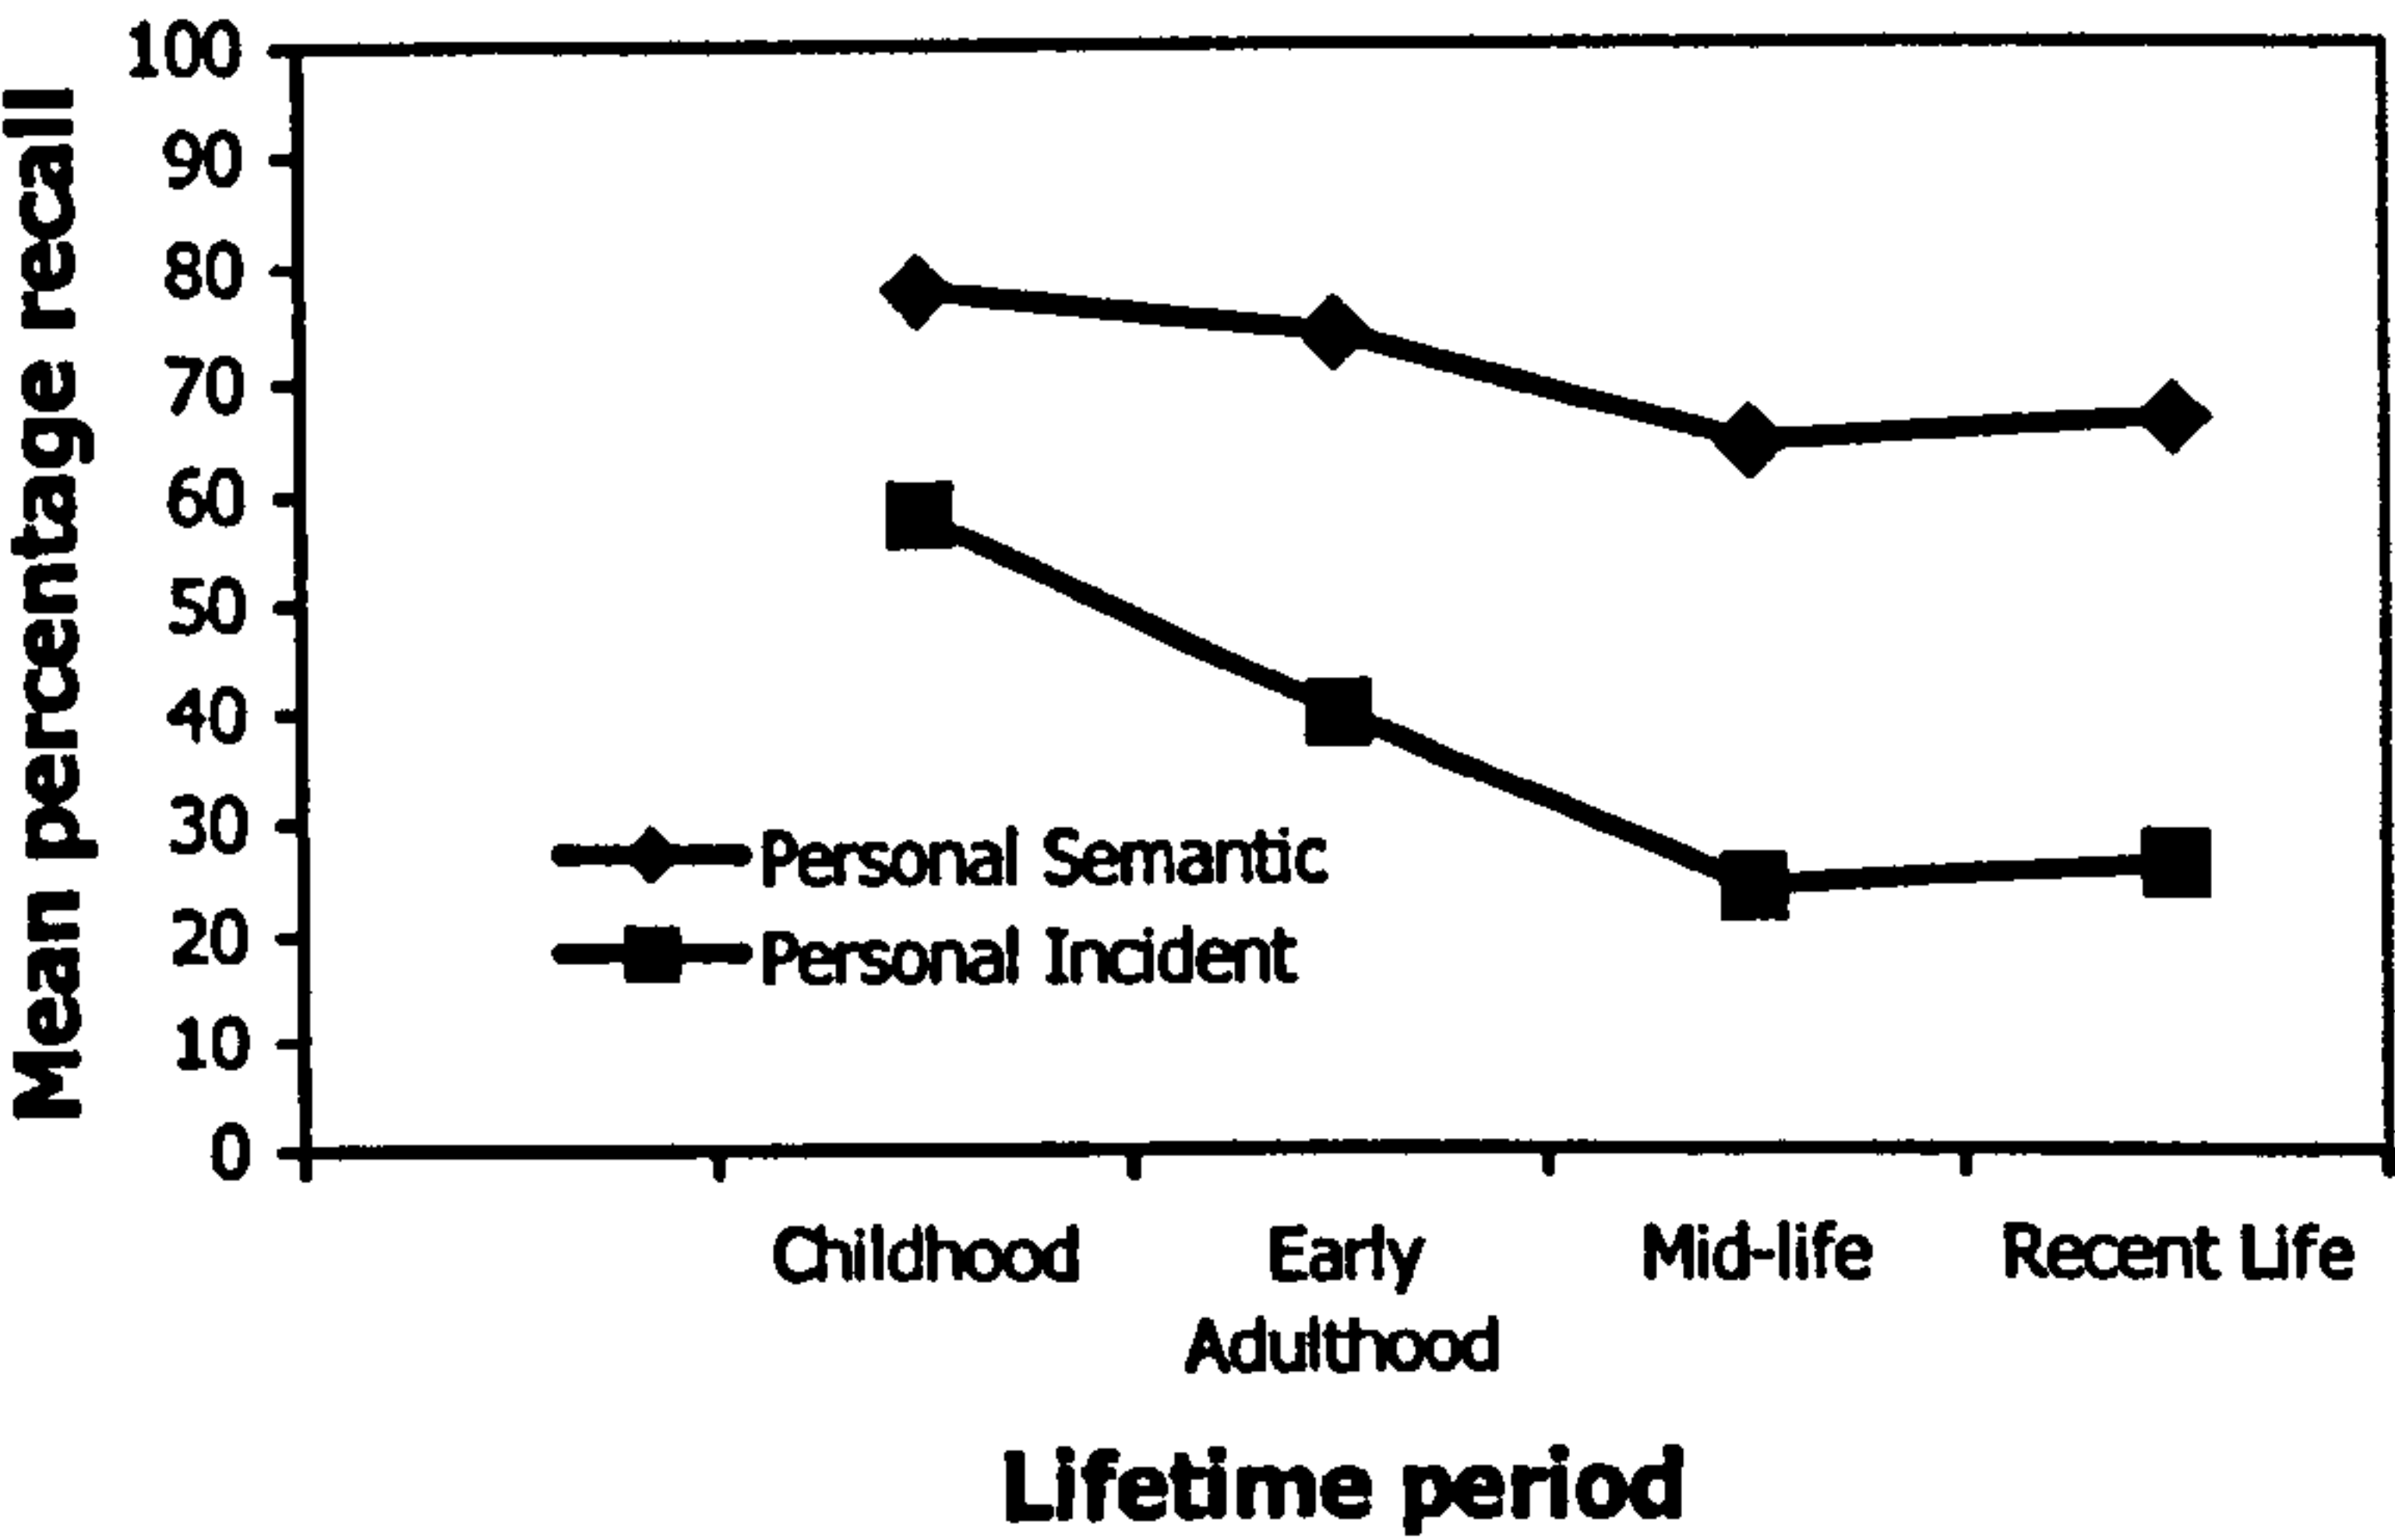 Mean percentage recall
100
90
80
70
60
50
40
30
20
10
0
Personal Semantic
Personal Incident
Childhood
Early
Adulthood
Mid-life
Recent Life
Lifetime period